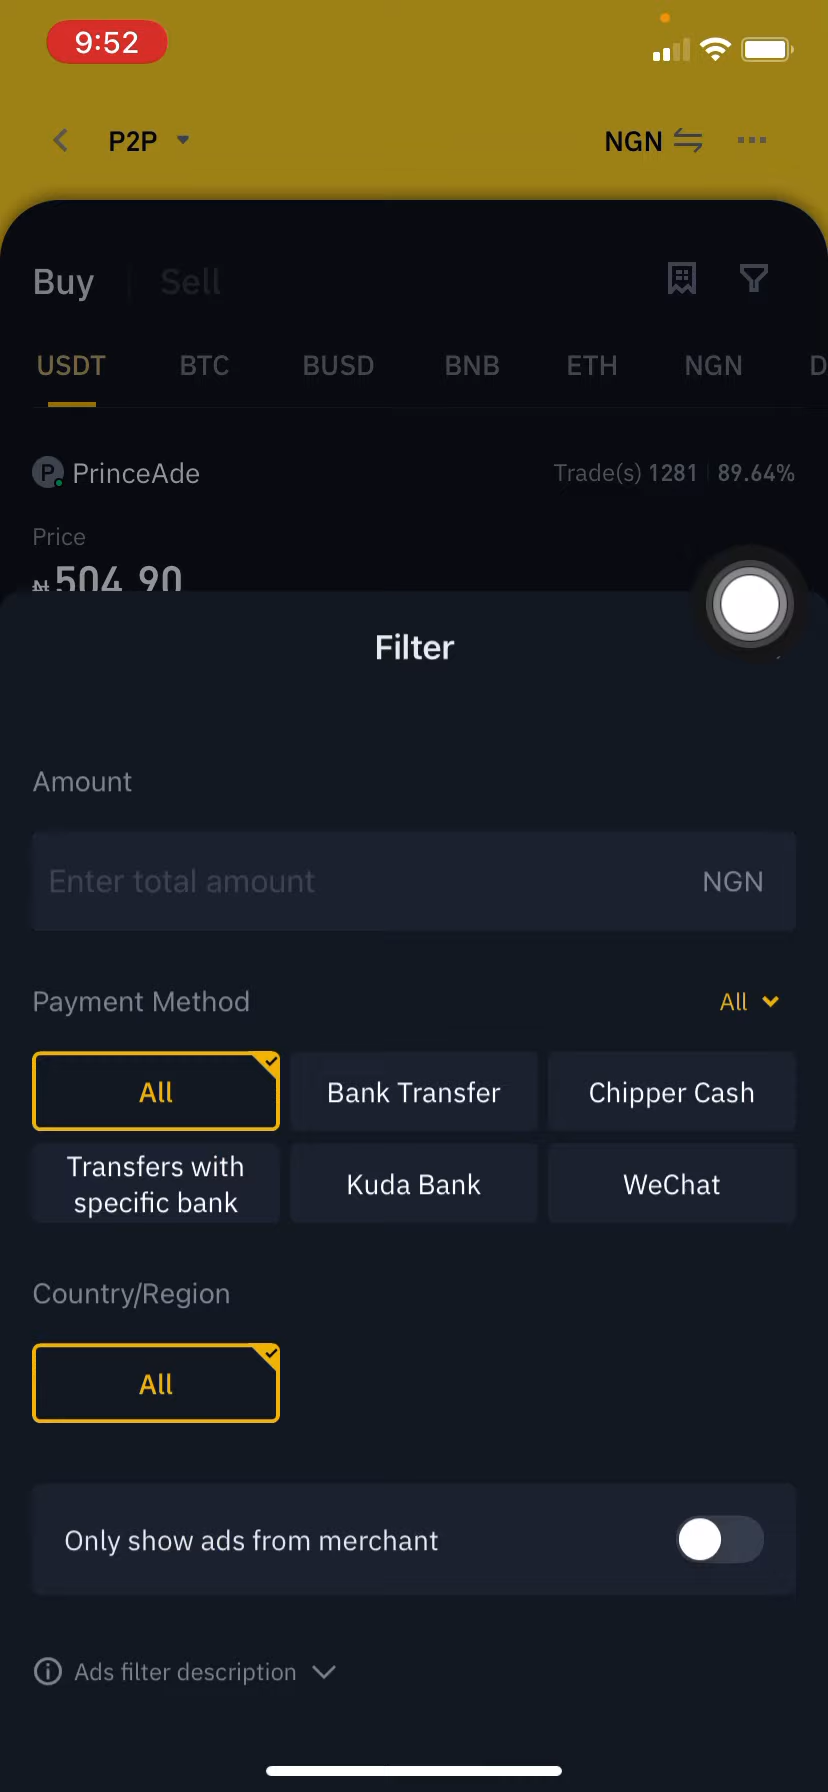 9:52
P2P
NGN
Buy
Sell
USDT BTC BUSD BNB ETH NGN D
P PrinceAde
Trade(s) 1281 | 89.64%
Price
₦504.90
Filter
Amount
Enter total amount
NGN
Payment Method
All
All
Bank Transfer
Chipper Cash
Transfers with
specific bank
Kuda Bank
WeChat
Country/Region
All
Only show ads from merchant
Ads filter description